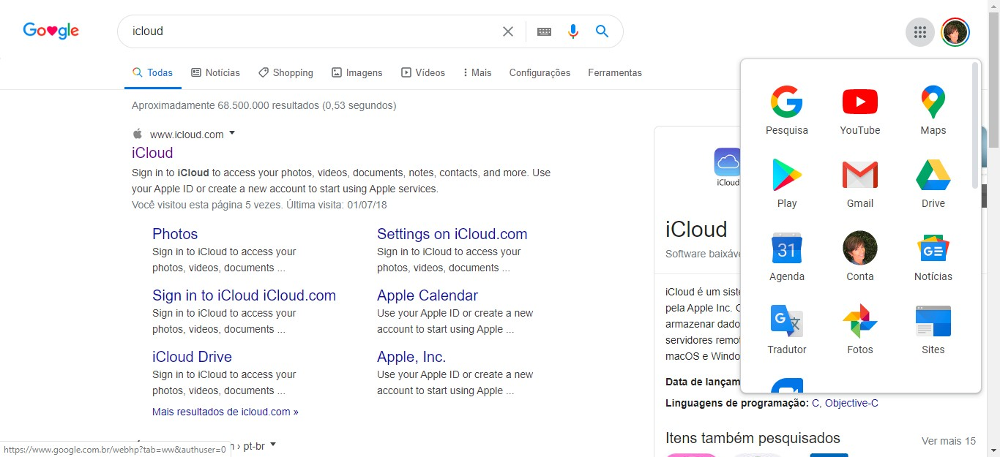 Google
icloud
Todas
Notícias
Shopping
Imagens
Vídeos
Mais
Configurações
Ferramentas
Aproximadamente 68.500.000 resultados (0,53 segundos)
www.icloud.com
iCloud
Sign in to iCloud to access your photos, videos, documents, notes, contacts, and more. Use
your Apple ID or create a new account to start using Apple services.
Você visitou esta página 5 vezes. Última visita: 01/07/18
Photos
Sign in to iCloud to access your
photos, videos, documents ...
Settings on iCloud.com
Sign in to iCloud to access your
photos, videos, documents ...
Sign in to iCloud iCloud.com
Sign in to iCloud to access your
photos, videos, documents ...
Apple Calendar
Use your Apple ID or create a new
account to start using Apple ...
iCloud Drive
Sign in to iCloud to access your
photos, videos, documents ...
Apple, Inc.
Use your Apple ID or create a new
account to start using Apple ...
Mais resultados de icloud.com »
› pt-br
https://www.google.com.br/webhp?tab=ww&authuser=0
iCloud
iCloud
Software baixáve
iCloud é um siste
pela Apple Inc. C
armazenar dado
servidores remot
macOS e Windo
Data de lançam
Linguagens de programação: C, Objective-C
Itens também pesquisados
Ver mais 15
Pesquisa
YouTube
Maps
Play
Gmail
Drive
31
Agenda
Conta
Notícias
Tradutor
Fotos
Sites